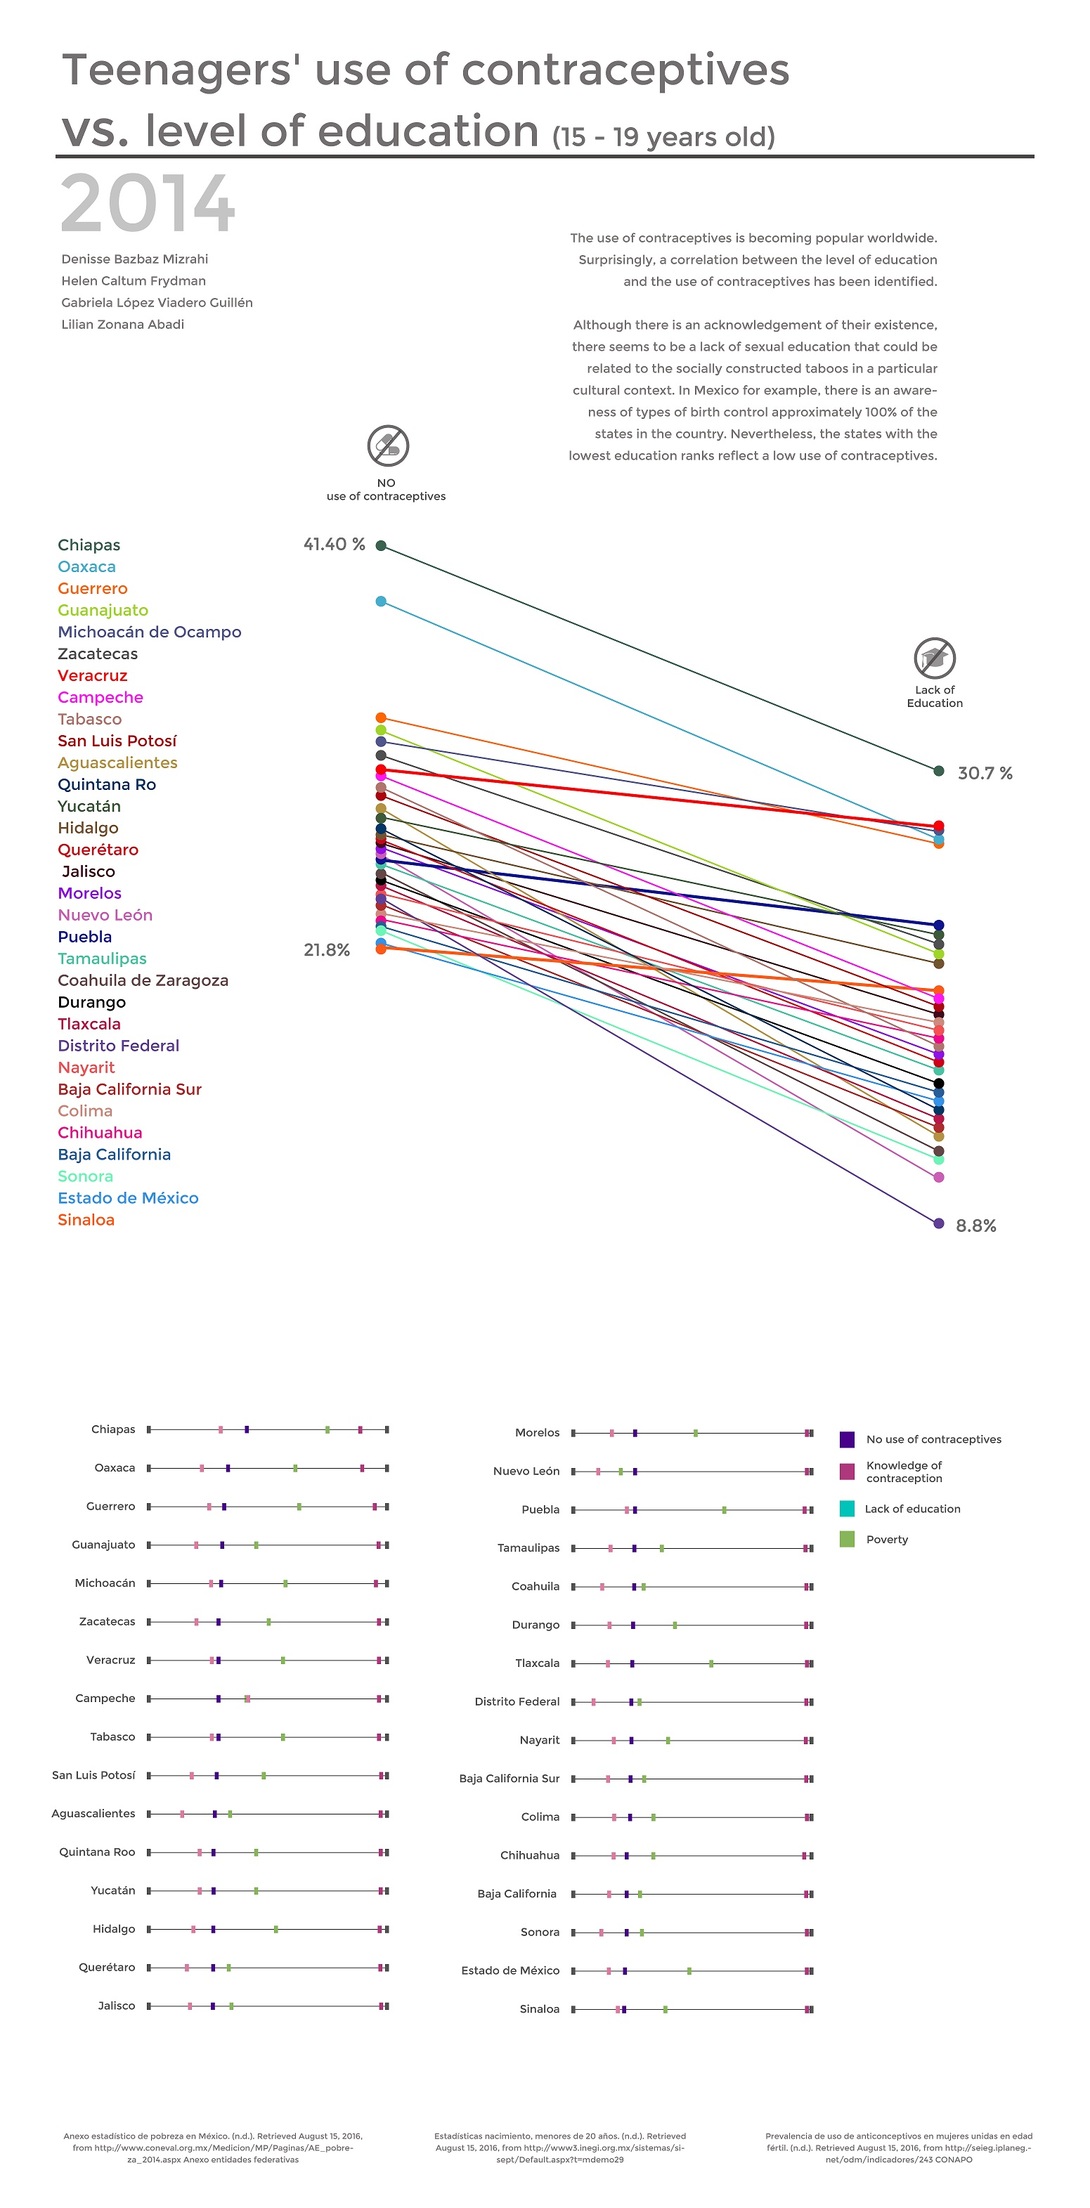 Teenagers' use of contraceptives
vs. level of education (15 - 19 years old)
2014
Denisse Bazbaz Mizrahi
Helen Caltum Frydman
Gabriela López Viadero Guillén
Lilian Zonana Abadi
The use of contraceptives is becoming popular worldwide.
Surprisingly, a correlation between the level of education
and the use of contraceptives has been identified.
Although there is an acknowledgement of their existence,
there seems to be a lack of sexual education that could be
related to the socially constructed taboos in a particular
cultural context. In Mexico for example, there is an aware-
ness of types of birth control approximately 100% of the
states in the country. Nevertheless, the states with the
lowest education ranks reflect a low use of contraceptives.
NO
use of contraceptives
Lack of
Education
41.40 %
21.8%
30.7 %
8.8%
Chiapas
Oaxaca
Guerrero
Guanajuato
Michoacán de Ocampo
Zacatecas
Veracruz
Campeche
Tabasco
San Luis Potosí
Aguascalientes
Quintana Ro
Yucatán
Hidalgo
Querétaro
Jalisco
Morelos
Nuevo León
Puebla
Tamaulipas
Coahuila de Zaragoza
Durango
Tlaxcala
Distrito Federal
Nayarit
Baja California Sur
Colima
Chihuahua
Baja California
Sonora
Estado de México
Sinaloa
Chiapas
Oaxaca
Guerrero
Guanajuato
Michoacán
Zacatecas
Veracruz
Campeche
Tabasco
San Luis Potosí
Aguascalientes
Quintana Roo
Yucatán
Hidalgo
Querétaro
Jalisco
Morelos
Nuevo León
Puebla
Tamaulipas
Coahuila
Durango
Tlaxcala
Distrito Federal
Nayarit
Baja California Sur
Colima
Chihuahua
Baja California
Sonora
Estado de México
Sinaloa
No use of contraceptives
Knowledge of
contraception
Lack of education
Poverty
Anexo estadístico de pobreza en México. (n.d.). Retrieved August 15, 2016,
from http://www.coneval.org.mx/Medicion/MP/Paginas/AE_pobre-
za_2014.aspx Anexo entidades federativas
Estadísticas nacimiento, menores de 20 años. (n.d.). Retrieved
August 15, 2016, from http://www3.inegi.org.mx/sistemas/si-
sept/Default.aspx?t=mdemo29
Prevalencia de uso de anticonceptivos en mujeres unidas en edad
fértil. (n.d.). Retrieved August 15, 2016, from http://seieg.iplaneg.-
net/odm/indicadores/243 CONAPO